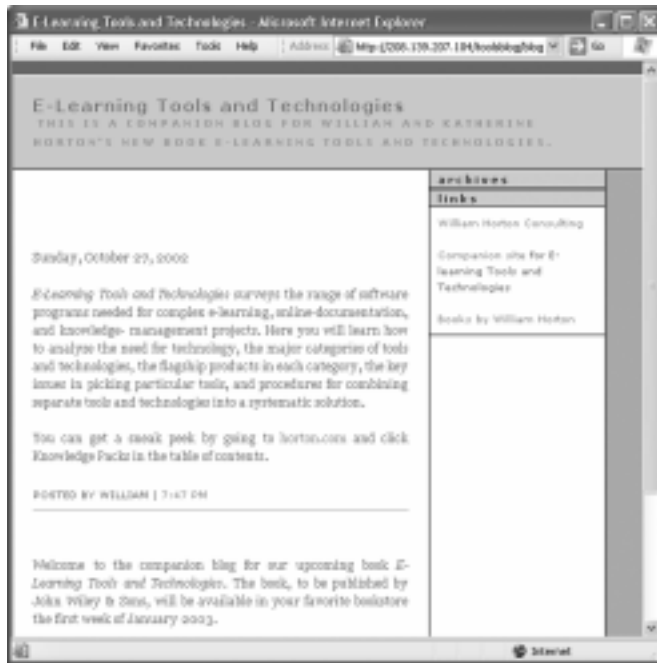 E-Learning Tools and Technologies - Microsoft Internet Explorer
File Edit View Favorites Tools Help Address http://208.139.207.104/toolsblog/blog Go
E-Learning Tools and Technologies
THIS IS A COMPANION BLOG FOR WILLIAM AND KATHERINE
HORTON'S NEW BOOK E-LEARNING TOOLS AND TECHNOLOGIES.
Sunday, October 27, 2002
E-Learning Tools and Technologies surveys the range of software
programs needed for complex e-learning, online-documentation,
and knowledge- management projects. Here you will learn how
to analyze the need for technology, the major categories of tools
and technologies, the flagship products in each category, the key
issues in picking particular tools, and procedures for combining
separate tools and technologies into a systematic solution.
You can get a sneak peek by going to horton.com and click
Knowledge Packs in the table of contents.
POSTED BY WILLIAM | 7:47 PM
Welcome to the companion blog for our upcoming book E-
Learning Tools and Technologies. The book, to be published by
John Wiley & Sons, will be available in your favorite bookstore
the first week of January 2003.
archives
links
William Horton Consulting
Companion site for E-
learning Tools and
Technologies
Books by William Horton
Internet